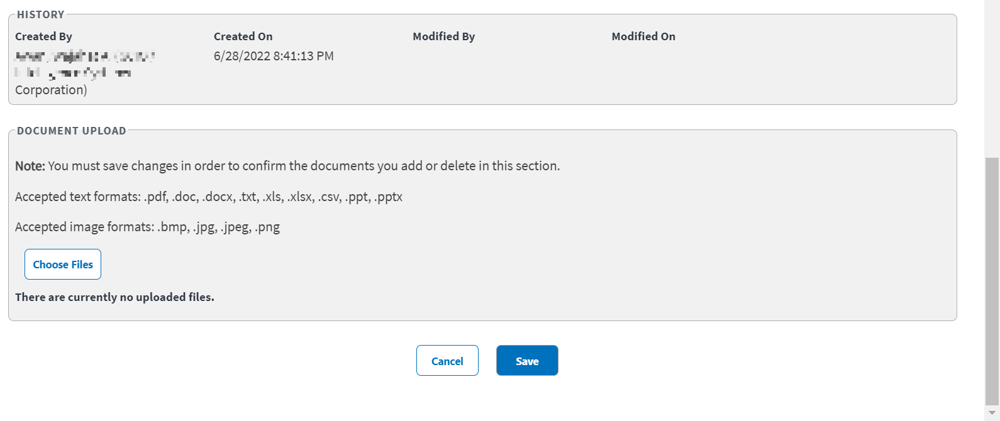 HISTORY
Created By Created On Modified By Modified On
6/28/2022 8:41:13 PM
Corporation)
DOCUMENT UPLOAD
Note: You must save changes in order to confirm the documents you add or delete in this section.
Accepted text formats: .pdf, .doc, .docx, .txt, .xls, .xlsx, .csv, .ppt, .pptx
Accepted image formats: .bmp, .jpg, .jpeg, .png
Choose Files
There are currently no uploaded files.
Cancel Save